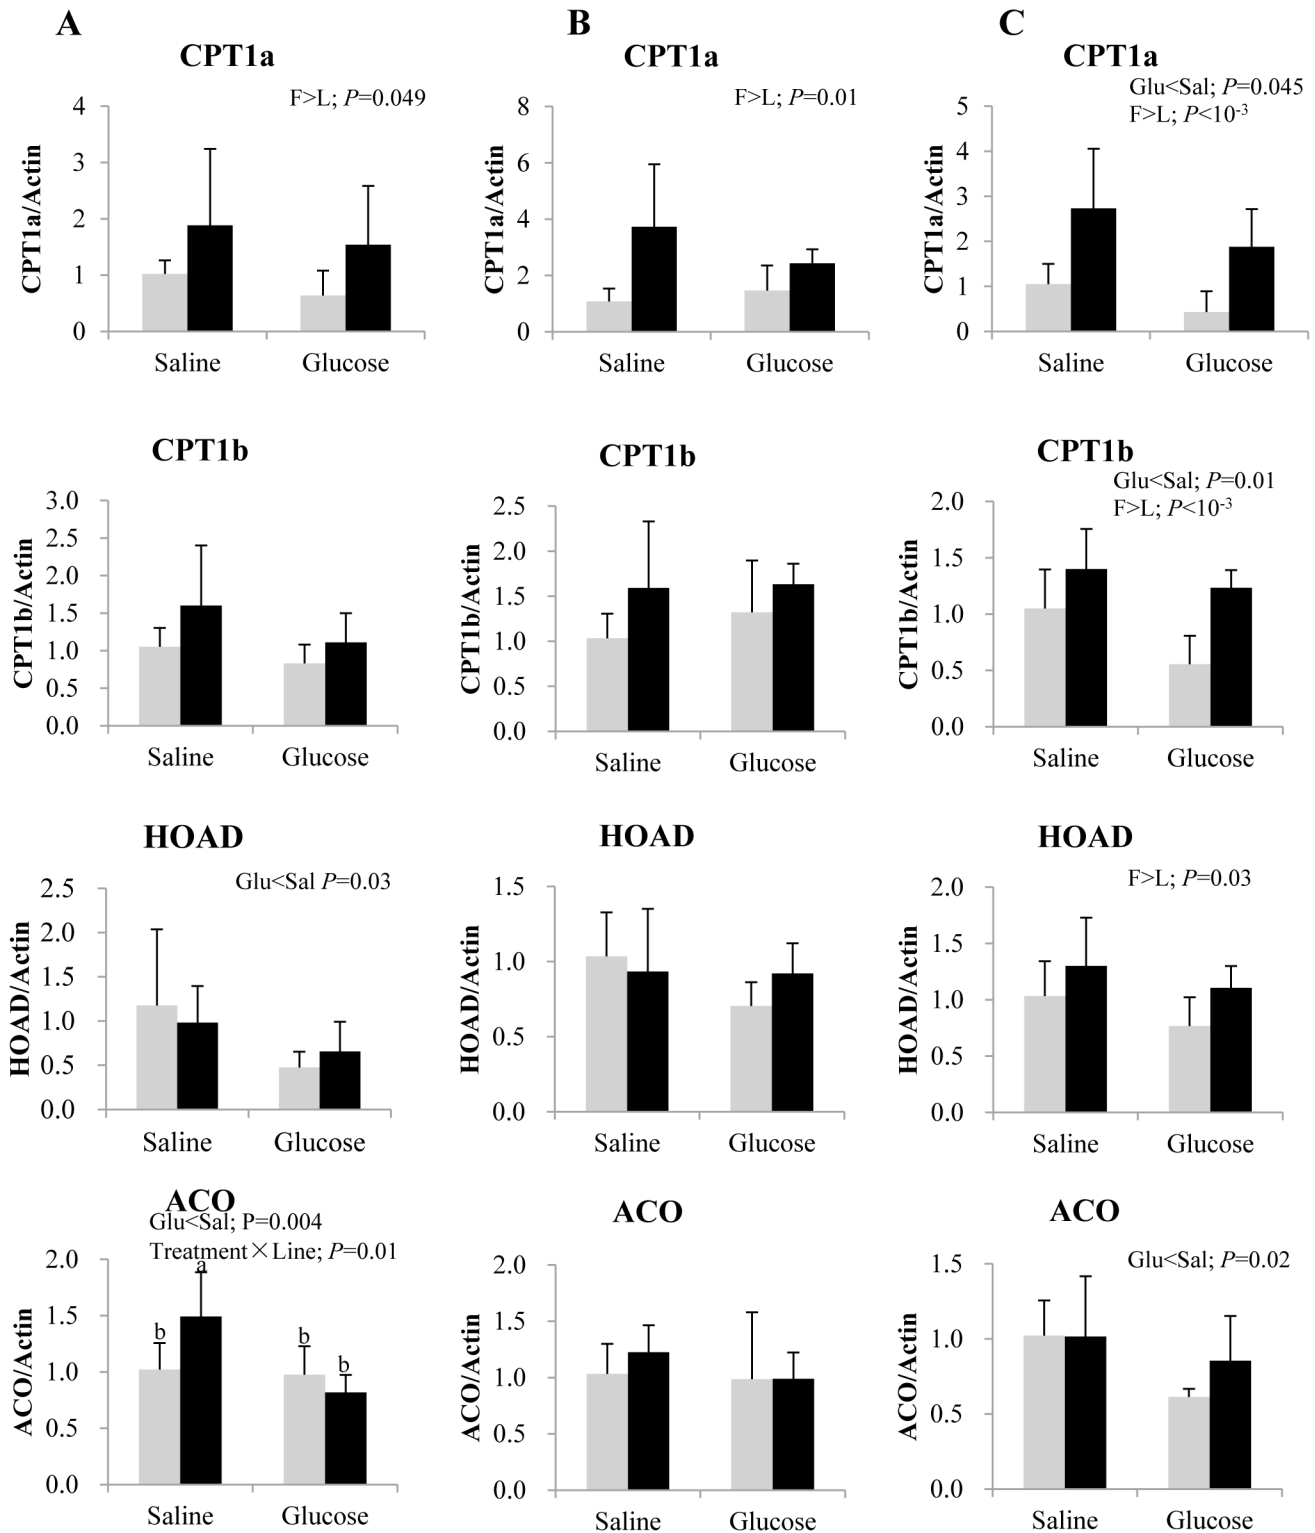 A
B
C
CPT1a
F>L; P=0.049
CPT1a/Actin
4
3
2
1
0
Saline
Glucose
CPT1a
F>L; P=0.01
CPT1a/Actin
8
6
4
2
0
Saline
Glucose
CPT1a
Glu<Sal; P=0.045
F>L; P<10⁻³
CPT1a/Actin
5
4
3
2
1
0
Saline
Glucose
CPT1b
CPT1b/Actin
3.0
2.5
2.0
1.5
1.0
0.5
0.0
Saline
Glucose
CPT1b
CPT1b/Actin
2.5
2.0
1.5
1.0
0.5
0.0
Saline
Glucose
CPT1b
Glu<Sal; P=0.01
F>L; P<10⁻³
CPT1b/Actin
2.0
1.5
1.0
0.5
0.0
Saline
Glucose
HOAD
Glu<Sal P=0.03
HOAD/Actin
2.5
2.0
1.5
1.0
0.5
0.0
Saline
Glucose
HOAD
HOAD/Actin
1.5
1.0
0.5
0.0
Saline
Glucose
HOAD
F>L; P=0.03
HOAD/Actin
2.0
1.5
1.0
0.5
0.0
Saline
Glucose
ACO
Glu<Sal; P=0.004
Treatment×Line; P=0.01
ACO/Actin
2.0
1.5
1.0
0.5
0.0
b
a
b
b
Saline
Glucose
ACO
ACO/Actin
2.0
1.5
1.0
0.5
0.0
Saline
Glucose
ACO
Glu<Sal; P=0.02
ACO/Actin
1.5
1.0
0.5
0.0
Saline
Glucose